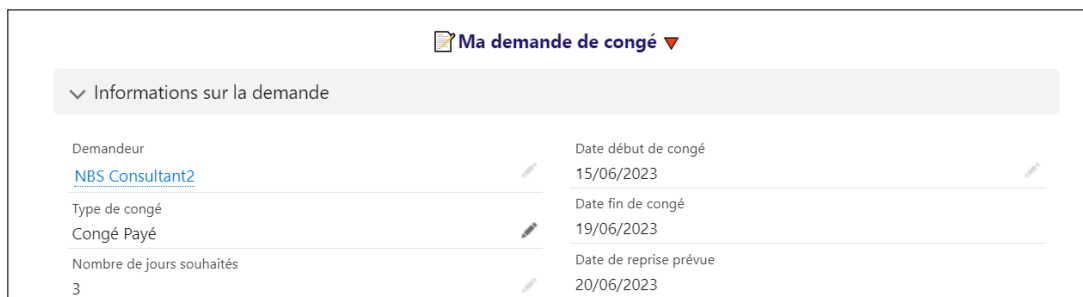 Ma demande de congé
Informations sur la demande
Demandeur
NBS Consultant2
Type de congé
Congé Payé
Nombre de jours souhaités
3
Date début de congé
15/06/2023
Date fin de congé
19/06/2023
Date de reprise prévue
20/06/2023